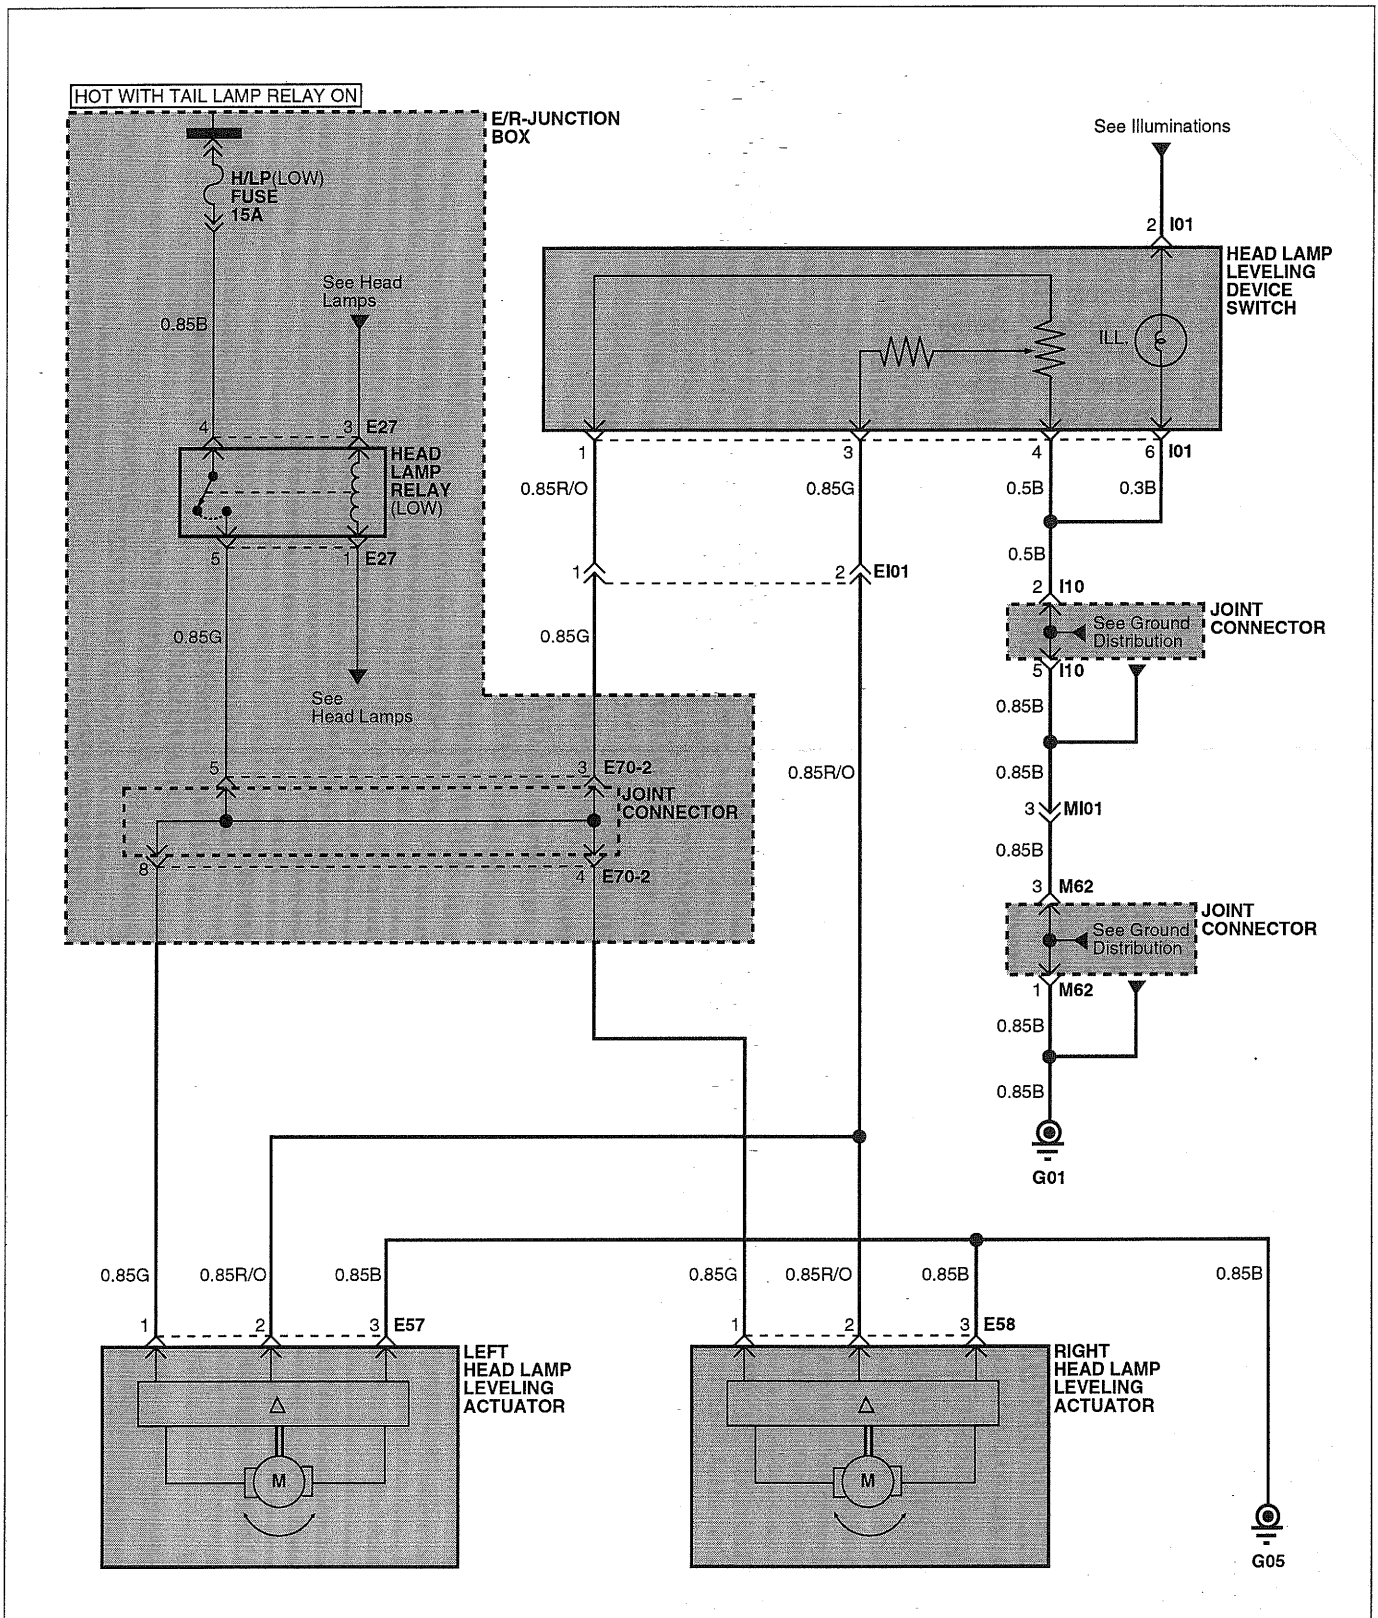 HOT WITH TAIL LAMP RELAY ON
E/R-JUNCTION
BOX
H/LP(LOW)
FUSE
15A
See Illuminations
2 I01
HEAD LAMP
LEVELING
DEVICE
SWITCH
See Head
Lamps
0.85B
ILL.
4
3 E27
HEAD
LAMP
RELAY
(LOW)
5
1 E27
1
3
4
6 I01
0.85R/O
0.85G
0.5B
0.3B
0.5B
1
2 EI01
2 I10
JOINT
CONNECTOR
See Ground
Distribution
5 I10
0.85G
0.85G
See
Head Lamps
0.85B
0.85R/O
0.85B
5
3 E70-2
JOINT
CONNECTOR
3 MI01
0.85B
8
4 E70-2
3 M62
JOINT
CONNECTOR
See Ground
Distribution
1 M62
0.85B
0.85B
G01
0.85G
0.85R/O
0.85B
0.85G
0.85R/O
0.85B
0.85B
1
2
3 E57
1
2
3 E58
LEFT
HEAD LAMP
LEVELING
ACTUATOR
RIGHT
HEAD LAMP
LEVELING
ACTUATOR
M
M
G05